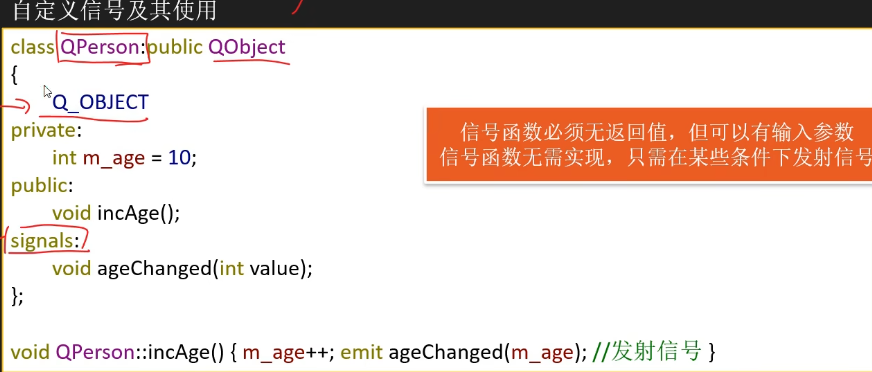 自定义信号及其使用
class QPerson:public QObject
{
Q_OBJECT
private:
int m_age = 10;
public:
void incAge();
signals:
void ageChanged(int value);
};
void QPerson::incAge() { m_age++; emit ageChanged(m_age); //发射信号 }
信号函数必须无返回值，但可以有输入参数
信号函数无需实现，只需在某些条件下发射信号